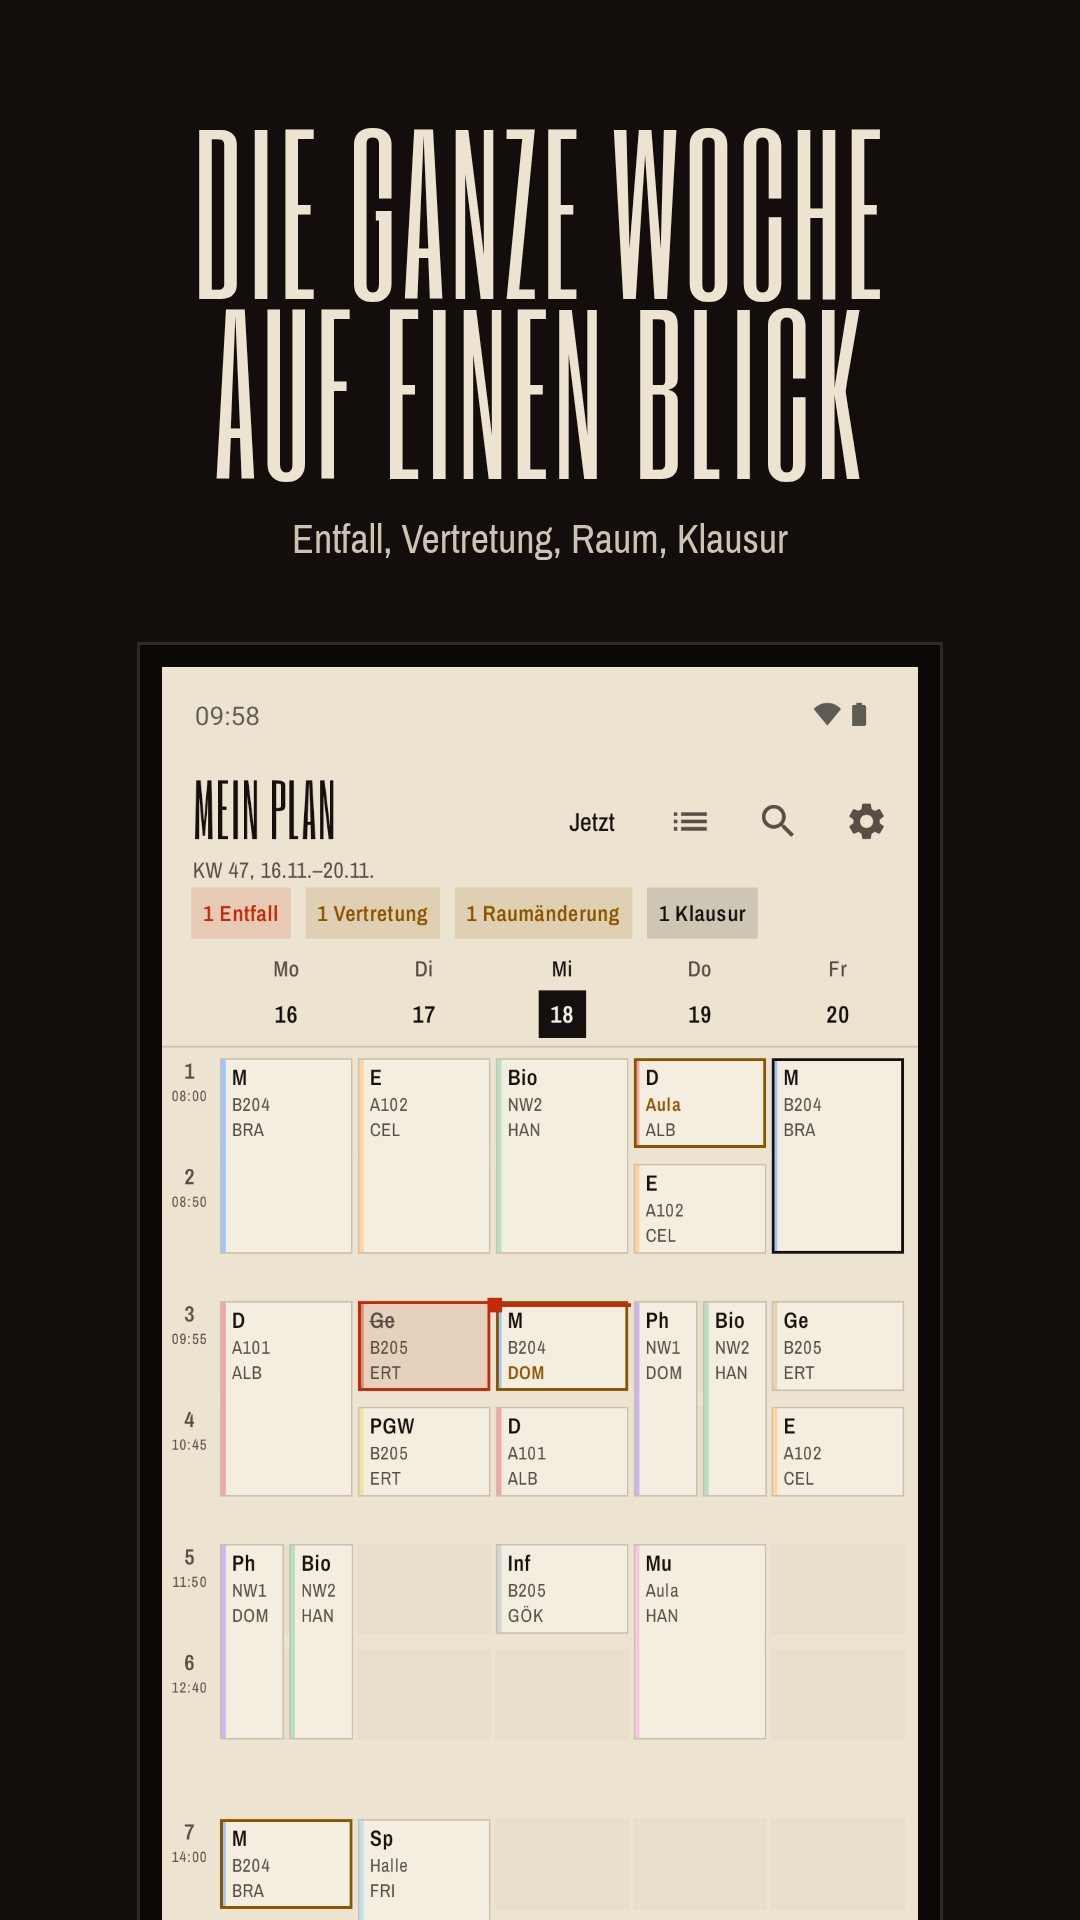 DIE GANZE WOCHE
AUF EINEN BLICK
Entfall, Vertretung, Raum, Klausur
09:58
MEIN PLAN
Jetzt
KW 47, 16.11.–20.11.
1 Entfall 1 Vertretung 1 Raumänderung 1 Klausur
Mo Di Mi Do Fr
16 17 18 19 20
1 M E Bio D M
08:00 B204 A102 NW2 Aula B204
BRA CEL HAN ALB BRA
2 E
08:50 A102
CEL
3 D Ge M Ph Bio Ge
09:55 A101 B205 B204 NW1 NW2 B205
ALB ERT DOM DOM HAN ERT
4 PGW D E
10:45 B205 A101 A102
ERT ALB CEL
5 Ph Bio Inf Mu
11:50 NW1 NW2 B205 Aula
DOM HAN GÖK HAN
6
12:40
7 M Sp
14:00 B204 Halle
BRA FRI